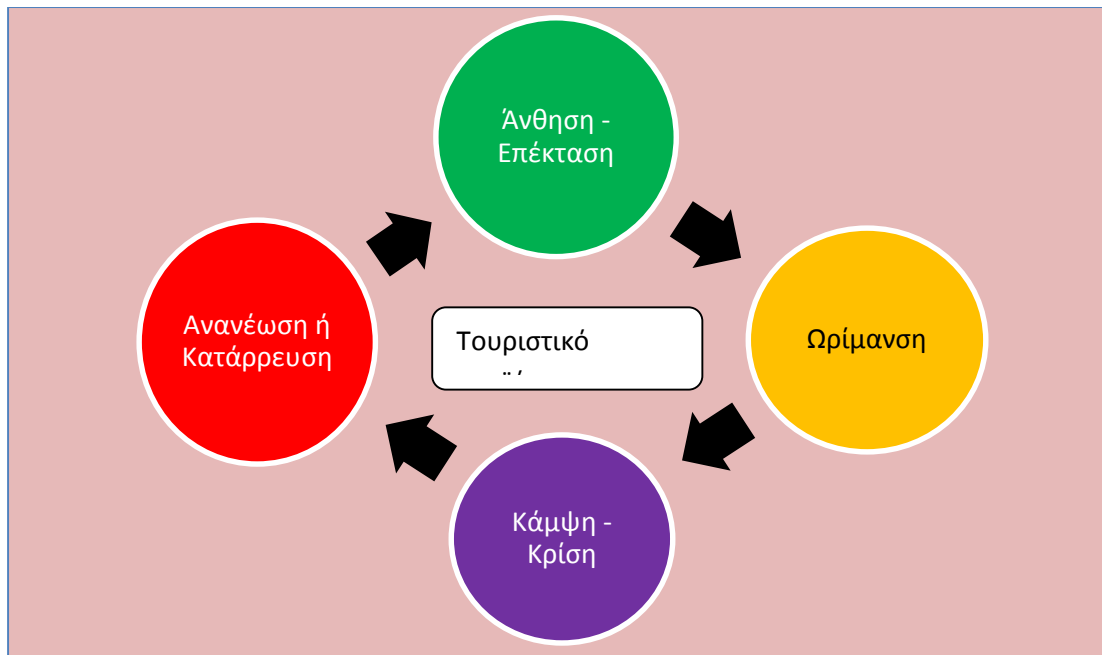 Άνθηση -
Επέκταση
Ανανέωση ή
Κατάρρευση
Τουριστικό
Ωρίμανση
Κάμψη -
Κρίση